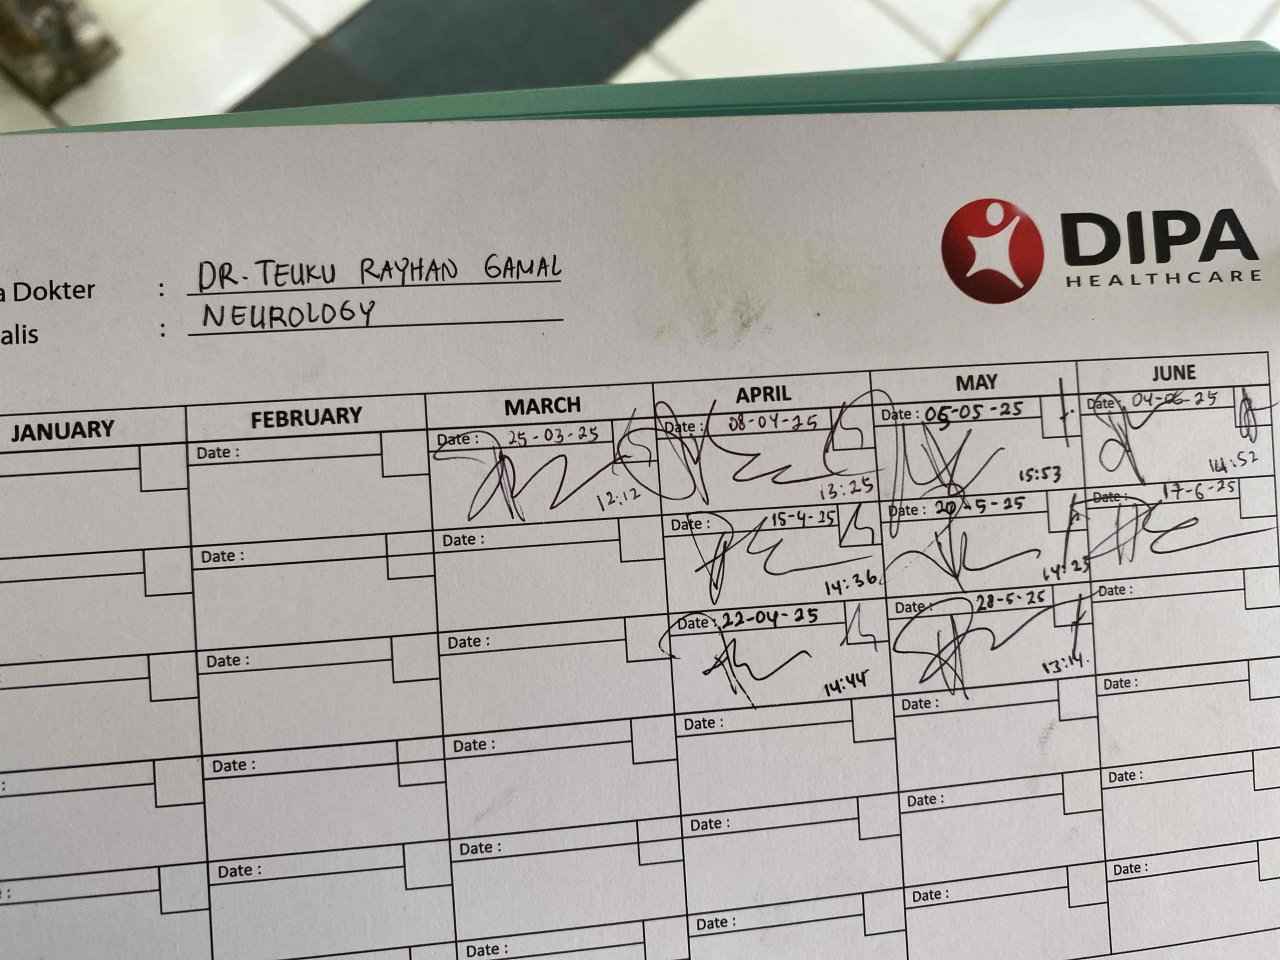 DIPA
HEALTHCARE
a Dokter : DR. TEUKU RAYHAN GAMAL
alis : NEUROLOGY
JANUARY FEBRUARY MARCH APRIL MAY JUNE
Date : Date : 25-03-25 Date : 08-04-25 Date : 05-05-25 Date : 04-06-25
12:12 13:25 15:53 14:52
Date : Date : Date : 15-4-25 Date : 20-5-25 Date : 17-6-25
14:36 14:25
Date : Date : Date : 22-04-25 Date : 28-5-25 Date :
14:44 13:14
: Date : Date : Date : Date : Date :
: Date : Date : Date : Date : Date :
Date : Date : Date : Date :